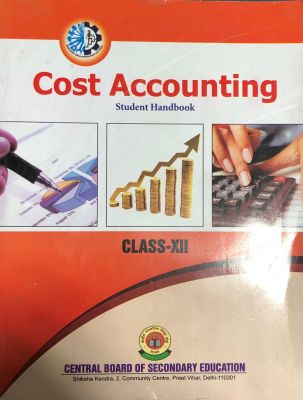 Cost Accounting
Student Handbook
CLASS-XII
CENTRAL BOARD OF SECONDARY EDUCATION
Shiksha Kendra, 2, Community Centre, Preet Vihar, Delhi-110301